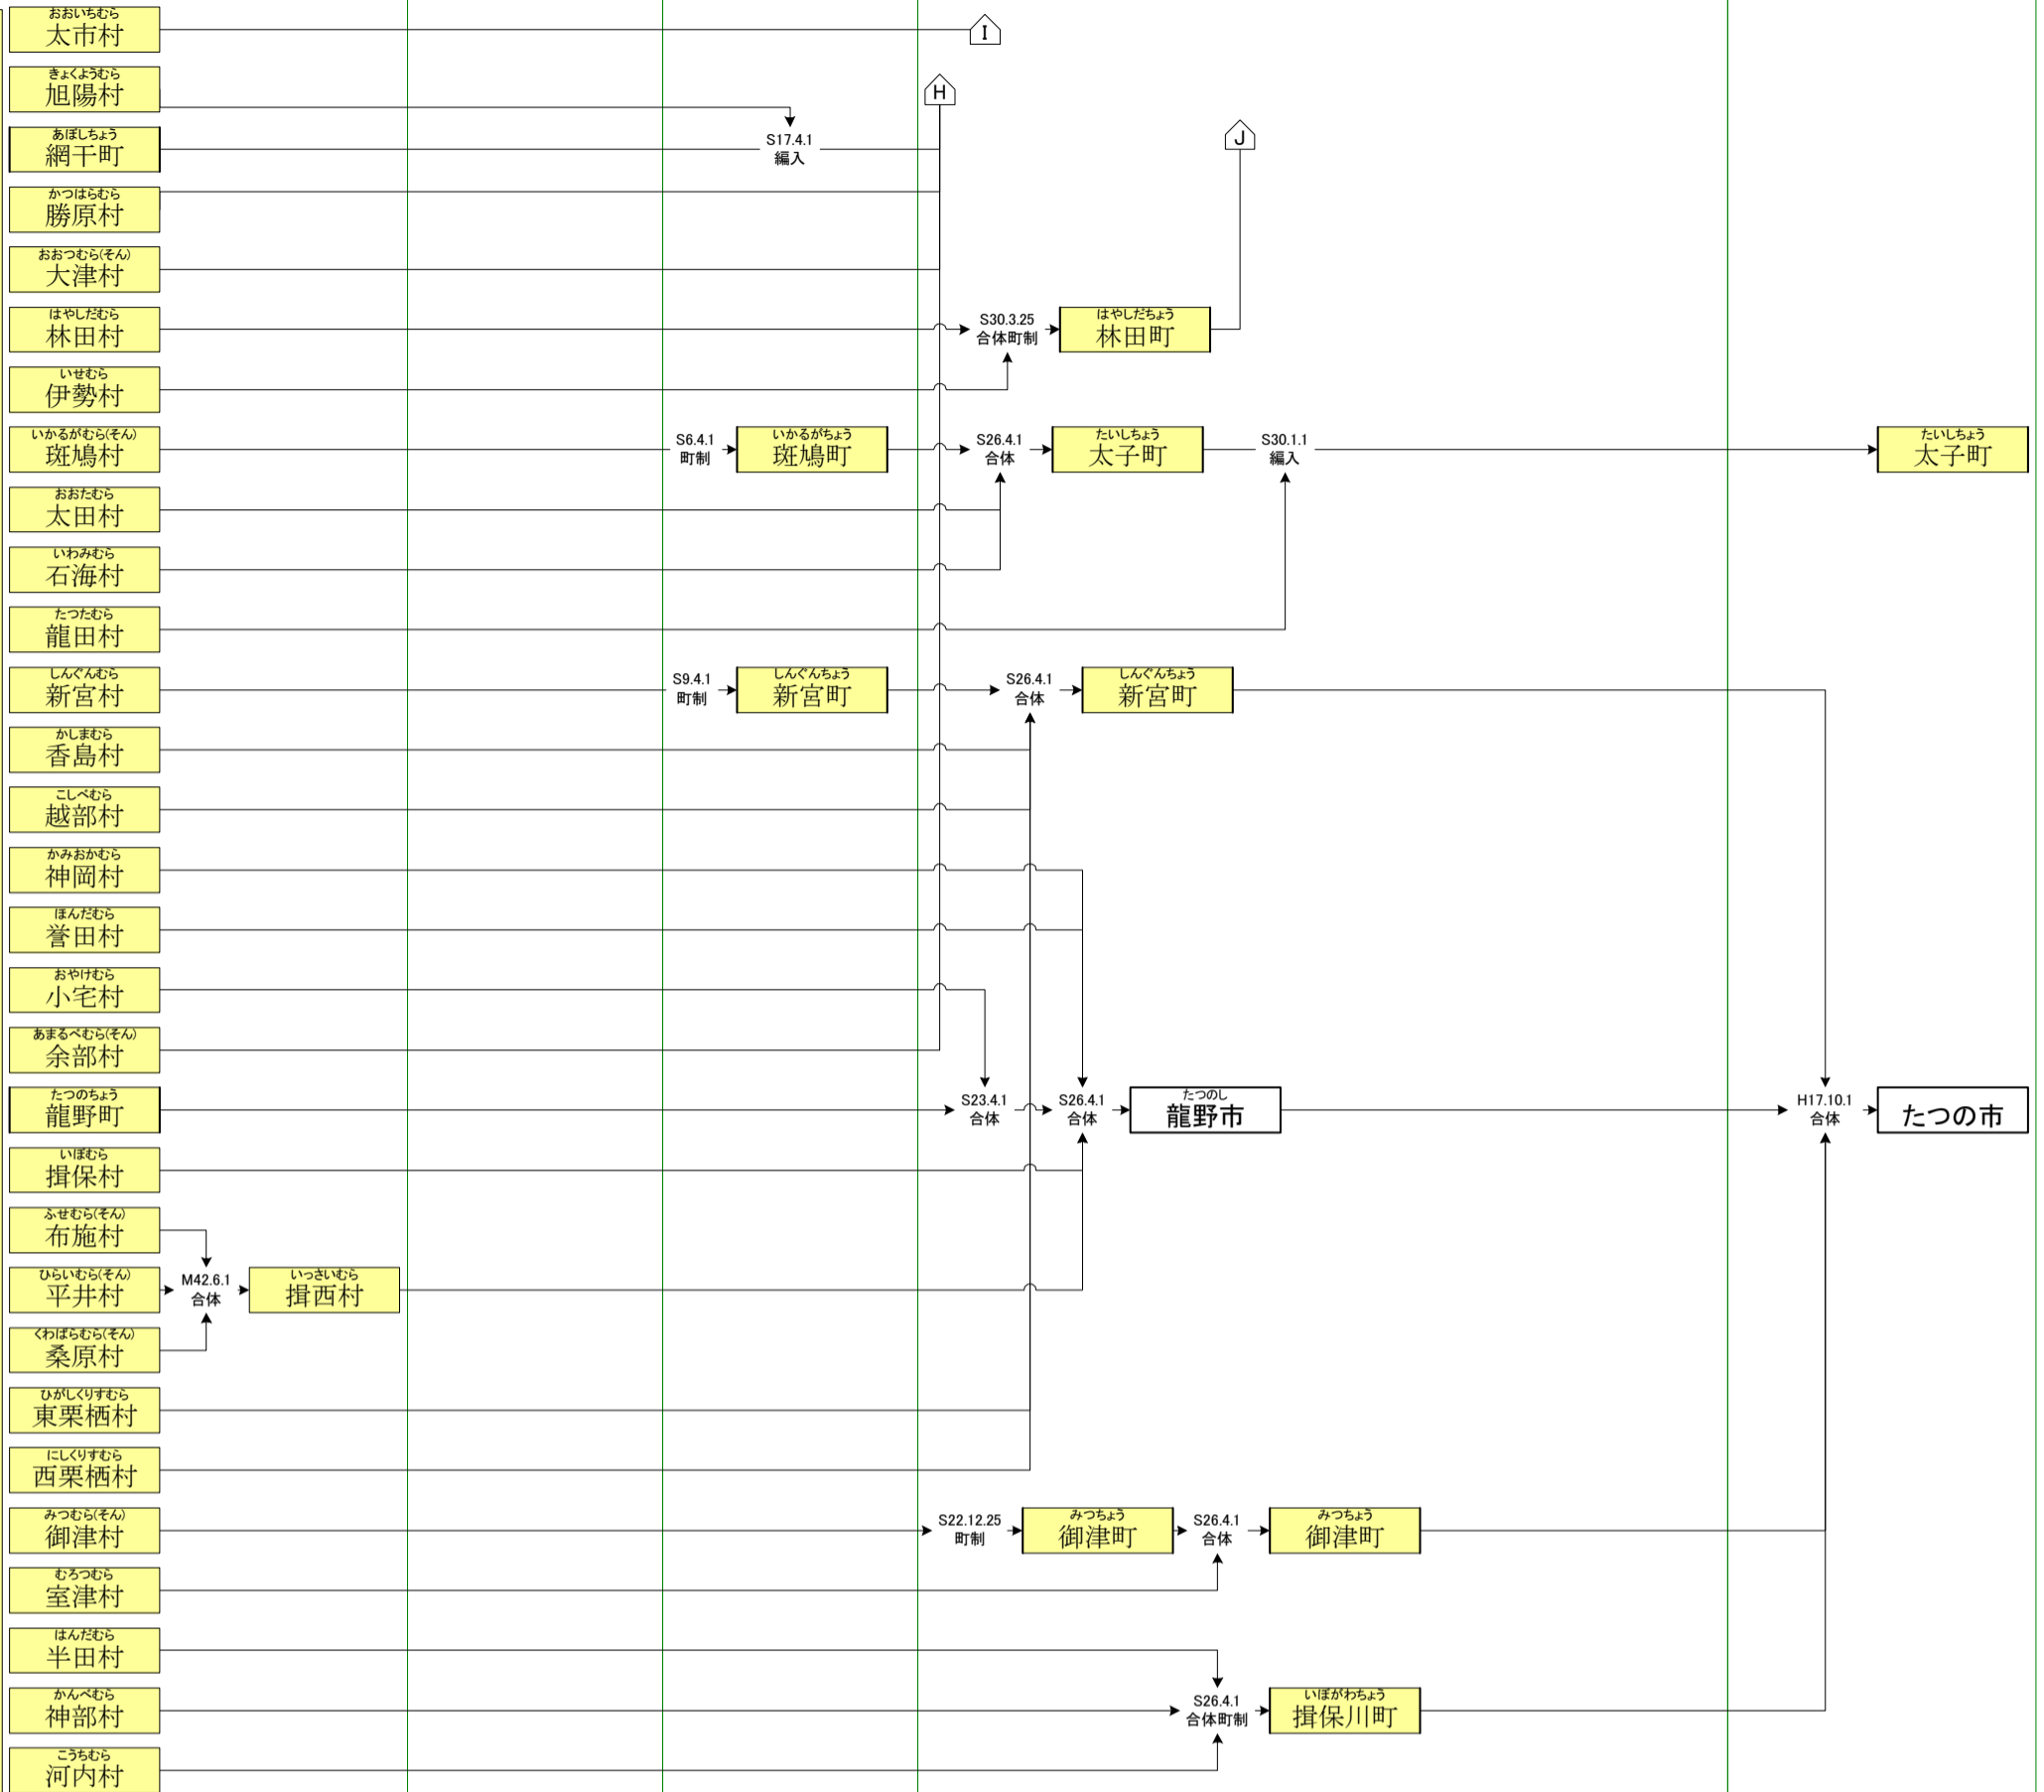 おおいちむら
太市村
I
きょくようむら
旭陽村
H
あぼしちょう
網干町
S17.4.1
編入
J
かつはらむら
勝原村
おおつむら(そん)
大津村
はやしだむら
林田村
S30.3.25
合体町制
はやしだちょう
林田町
いせむら
伊勢村
いかるがむら(そん)
斑鳩村
S6.4.1
町制
いかるがちょう
斑鳩町
S26.4.1
合体
たいしちょう
太子町
S30.1.1
編入
たいしちょう
太子町
おおたむら
太田村
いわみむら
石海村
たつたむら
龍田村
しんぐんむら
新宮村
S9.4.1
町制
しんぐんちょう
新宮町
S26.4.1
合体
しんぐんちょう
新宮町
かしまむら
香島村
こしべむら
越部村
かみおかむら
神岡村
ほんだむら
誉田村
おやけむら
小宅村
あまるべむら(そん)
余部村
たつのちょう
龍野町
S23.4.1
合体
S26.4.1
合体
たつのし
龍野市
H17.10.1
合体
たつの市
いぼむら
揖保村
ふせむら(そん)
布施村
ひらいむら(そん)
平井村
M42.6.1
合体
いっさいむら
揖西村
くわばらむら(そん)
桑原村
ひがしくりすむら
東栗栖村
にしくりすむら
西栗栖村
みつむら(そん)
御津村
S22.12.25
町制
みつちょう
御津町
S26.4.1
合体
みつちょう
御津町
むろつむら
室津村
はんだむら
半田村
かんべむら
神部村
S26.4.1
合体町制
いぼがわちょう
揖保川町
こうちむら
河内村